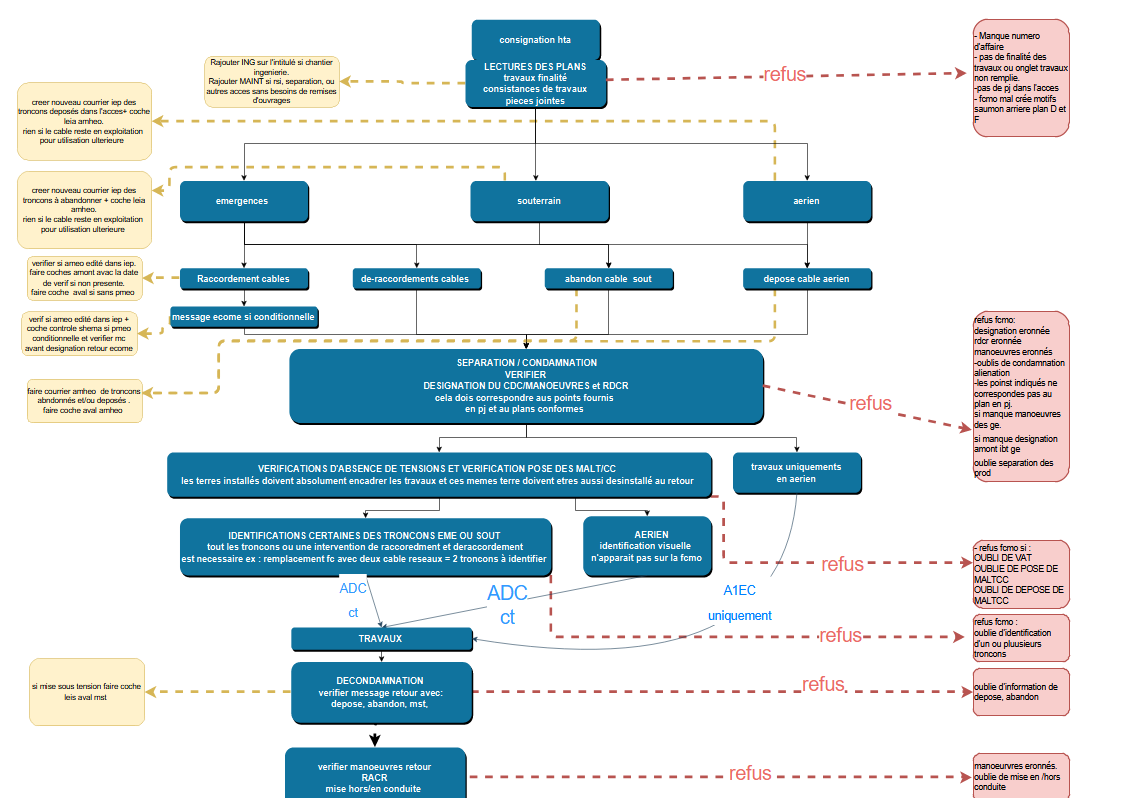 consignation hta
LECTURES DES PLANS
travaux finalité
consistances de travaux
pieces jointes
Rajouter ING sur l'intitulé si chantier
ingenierie.
Rajouter MAINT si rsi, separation, ou
autres acces sans besoins de remises
d'ouvrages
refus
- Manque numero
d'affaire
- pas de finalité des
travaux ou onglet travaux
non remplie.
-pas de pj dans l'acces
- fcmo mal crée motifs
saumon arriere plan D et
F
creer nouveau courrier iep des
troncons deposés dans l'acces+ coche
leia amheo.
rien si le cable reste en exploitation
pour utilisation ulterieure
creer nouveau courrier iep des
troncons à abandonner + coche leia
amheo.
rien si le cable reste en exploitation
pour utilisation ulterieure
emergences
souterrain
aerien
verifier si ameo edité dans iep.
faire coches amont avac la date
de verif si non presente.
faire coche aval si sans pmeo
Raccordement cables
de-raccordements cables
abandon cable sout
depose cable aerien
message ecome si conditionnelle
verif si ameo edité dans iep +
coche controle shema si pmeo
conditionnelle et verifier mc
avant designation retour ecome
faire courrier amheo de troncons
abndonnés et/ou deposés .
faire coche aval amheo
SEPARATION / CONDAMNATION
VERIFIER
DESIGNATION DU CDC/MANOEUVRES et RDCR
cela dois correspondre aux points fournis
en pj et au plans conformes
refus
refus fcmo:
designation eronnée
rdcr eronnée
manoeuvres eronnés
-oublis de condamnation
alienation
-les poinst indiqués ne
correspondes pas au
plan en pj.
si manque manoeuvres
des ge.
si manque designation
amont ibt ge
oublie separation des
prod
VERIFICATIONS D'ABSENCE DE TENSIONS ET VERIFICATION POSE DES MALT/CC
les terres installés doivent absolument encadrer les travaux et ces memes terre doivent etres aussi desinstallé au retour
travaux uniquements
en aerien
IDENTIFICATIONS CERTAINES DES TRONCONS EME OU SOUT
tout les troncons ou une intervention de raccoredment et deraccordement
est necessaire ex : remplacement fc avec deux cable reseaux = 2 troncons à identifier
AERIEN
identification visuelle
n'apparait pas sur la fcmo
refus
- refus fcmo si :
OUBLI DE VAT
OUBLIE DE POSE DE
MALTCC
OUBLI DE DEPOSE DE
MALTCC
ADC
ct
ADC
ct
A1EC
uniquement
TRAVAUX
refus
refus fcmo :
oublie d'identification
d'un ou pluusieurs
troncons
si mise sous tension faire coche
leis aval mst
DECONDAMNATION
verifier message retour avec:
depose, abandon, mst,
refus
oublie d'information de
depose, abandon
verifier manoeuvres retour
RACR
mise hors/en conduite
refus
manoeurvres eronnés.
oublie de mise en /hors
conduite